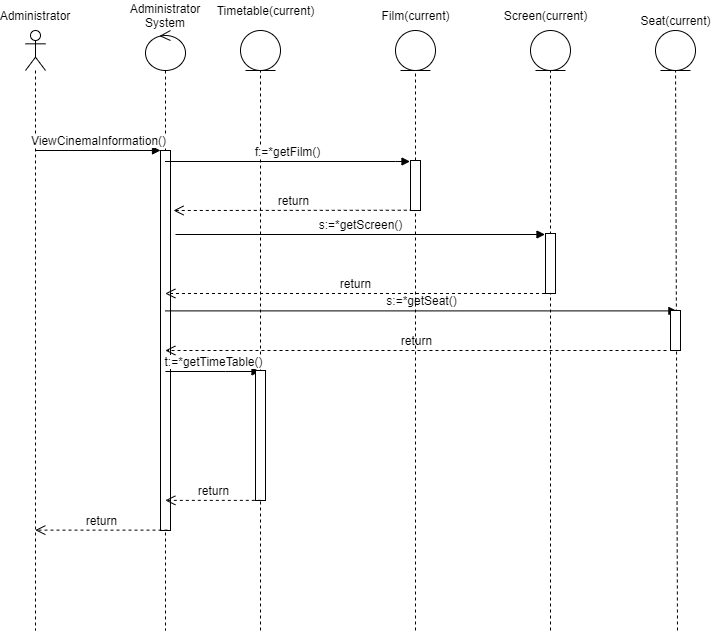 Administrator
Administrator
System
Timetable(current)
Film(current)
Screen(current)
Seat(current)
ViewCinemaInformation()
f:=*getFilm()
return
s:=*getScreen()
return
s:=*getSeat()
return
t:=*getTimeTable()
return
return